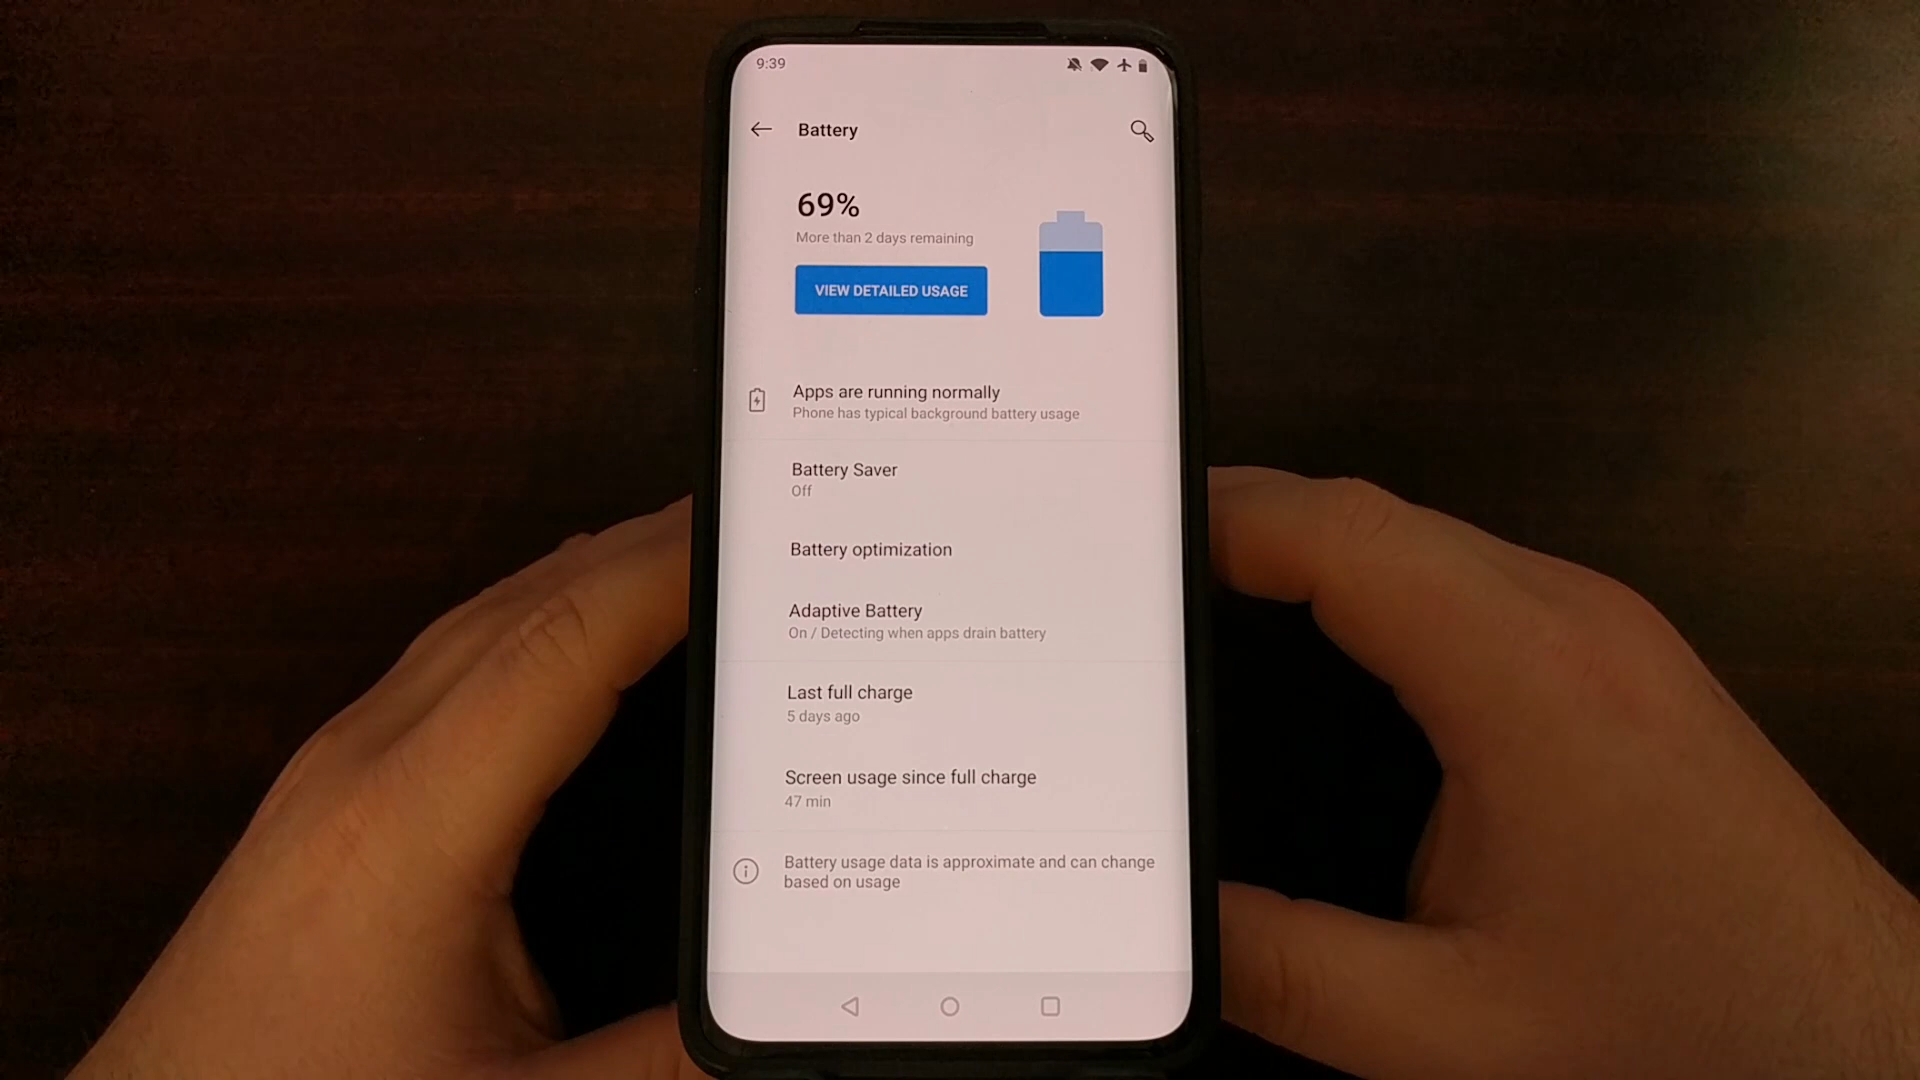 9:39
Battery
69%
More than 2 days remaining
VIEW DETAILED USAGE
Apps are running normally
Phone has typical background battery usage
Battery Saver
Off
Battery optimization
Adaptive Battery
On / Detecting when apps drain battery
Last full charge
5 days ago
Screen usage since full charge
47 min
Battery usage data is approximate and can change
based on usage